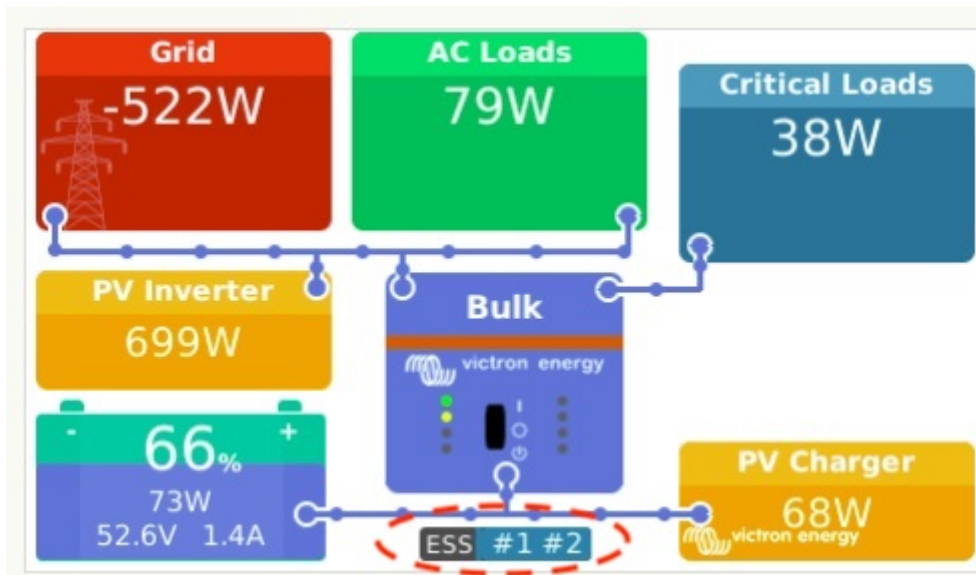 Grid
-522W
AC Loads
79W
Critical Loads
38W
PV Inverter
699W
Bulk
victron energy
- 66% +
73W
52.6V 1.4A
PV Charger
68W
victron energy
ESS #1 #2